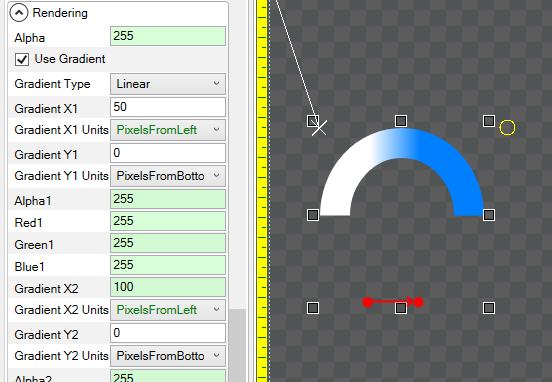 Rendering
Alpha 255
Use Gradient
Gradient Type Linear
Gradient X1 50
Gradient X1 Units PixelsFromLeft
Gradient Y1 0
Gradient Y1 Units PixelsFromBotto
Alpha1 255
Red1 255
Green1 255
Blue1 255
Gradient X2 100
Gradient X2 Units PixelsFromLeft
Gradient Y2 0
Gradient Y2 Units PixelsFromBotto
Alpha2 255